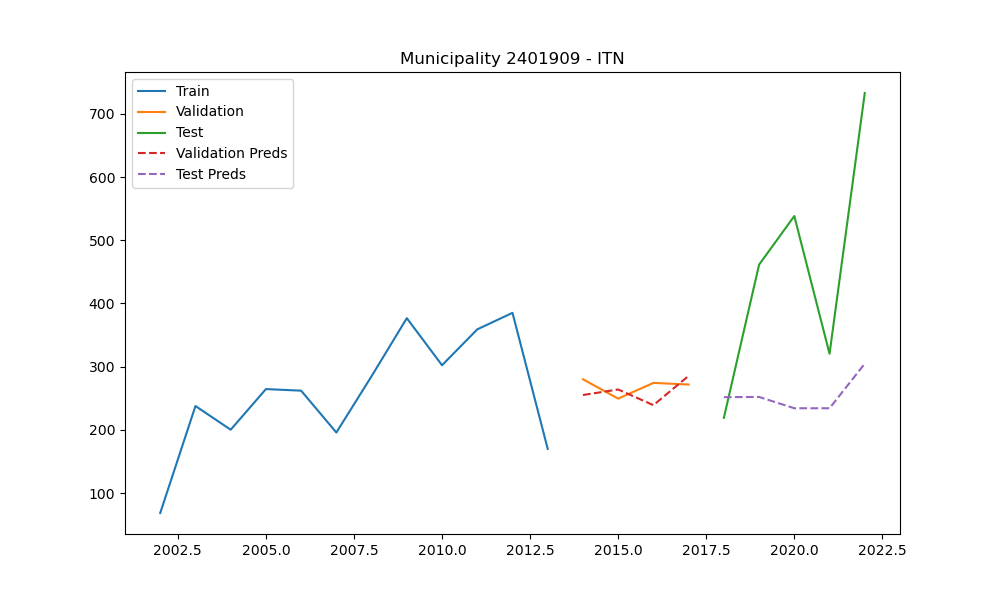 Municipality 2401909 - ITN
Train
Validation
Test
Validation Preds
Test Preds
700
600
500
400
300
200
100
2002.5 2005.0 2007.5 2010.0 2012.5 2015.0 2017.5 2020.0 2022.5